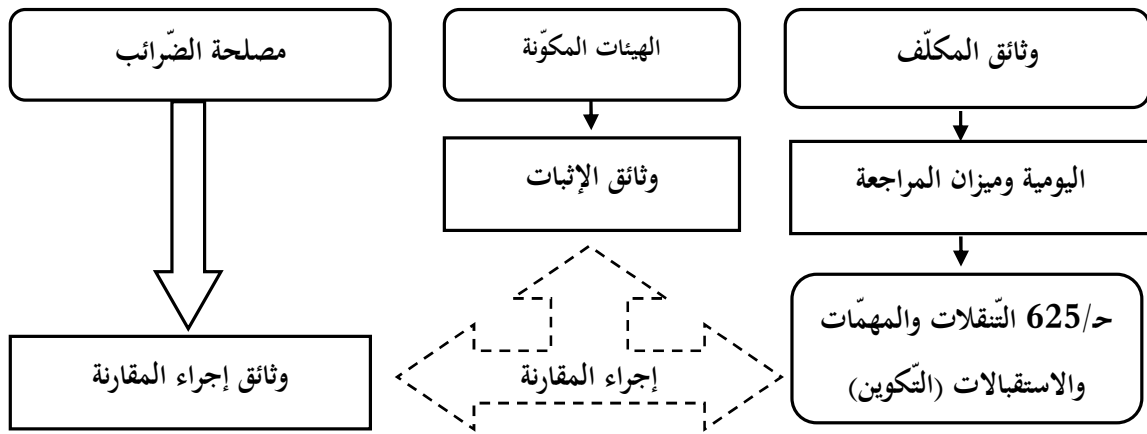 وثائق المكلّف
الهيئات المكوّنة
مصلحة الضّرائب
اليومية وميزان المراجعة
وثائق الإثبات
حـ/625 التّنقلات والمهمّات
والاستقبالات (التّكوين)
إجراء المقارنة
وثائق إجراء المقارنة